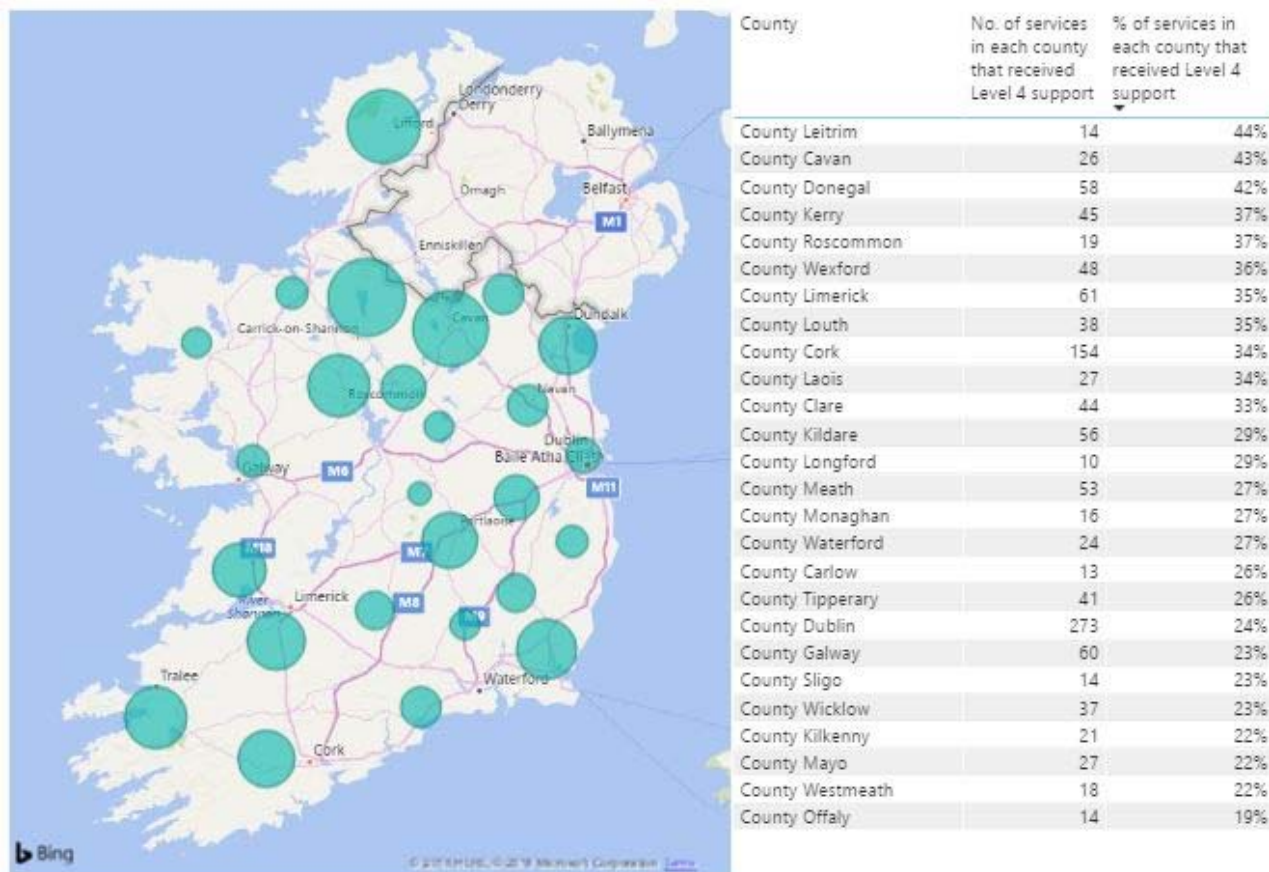 Londonderry
Derry
Lifford
Ballymena
Omagh
Belfast
M1
Enniskillen
Dundalk
Cavan
Carrick-on-Shannon
Roscommon
Navan
Dublin
Baile Atha Cliath
Galway
M6
M11
Portlaoise
M18
M7
River
Shannon
Limerick
M8
M9
Tralee
Waterford
Cork
Bing
Microsoft Corporation Terms
County No. of services in each county that received Level 4 support % of services in each county that received Level 4 support
County Leitrim 14 44%
County Cavan 26 43%
County Donegal 58 42%
County Kerry 45 37%
County Roscommon 19 37%
County Wexford 48 36%
County Limerick 61 35%
County Louth 38 35%
County Cork 154 34%
County Laois 27 34%
County Clare 44 33%
County Kildare 56 29%
County Longford 10 29%
County Meath 53 27%
County Monaghan 16 27%
County Waterford 24 27%
County Carlow 13 26%
County Tipperary 41 26%
County Dublin 273 24%
County Galway 60 23%
County Sligo 14 23%
County Wicklow 37 23%
County Kilkenny 21 22%
County Mayo 27 22%
County Westmeath 18 22%
County Offaly 14 19%